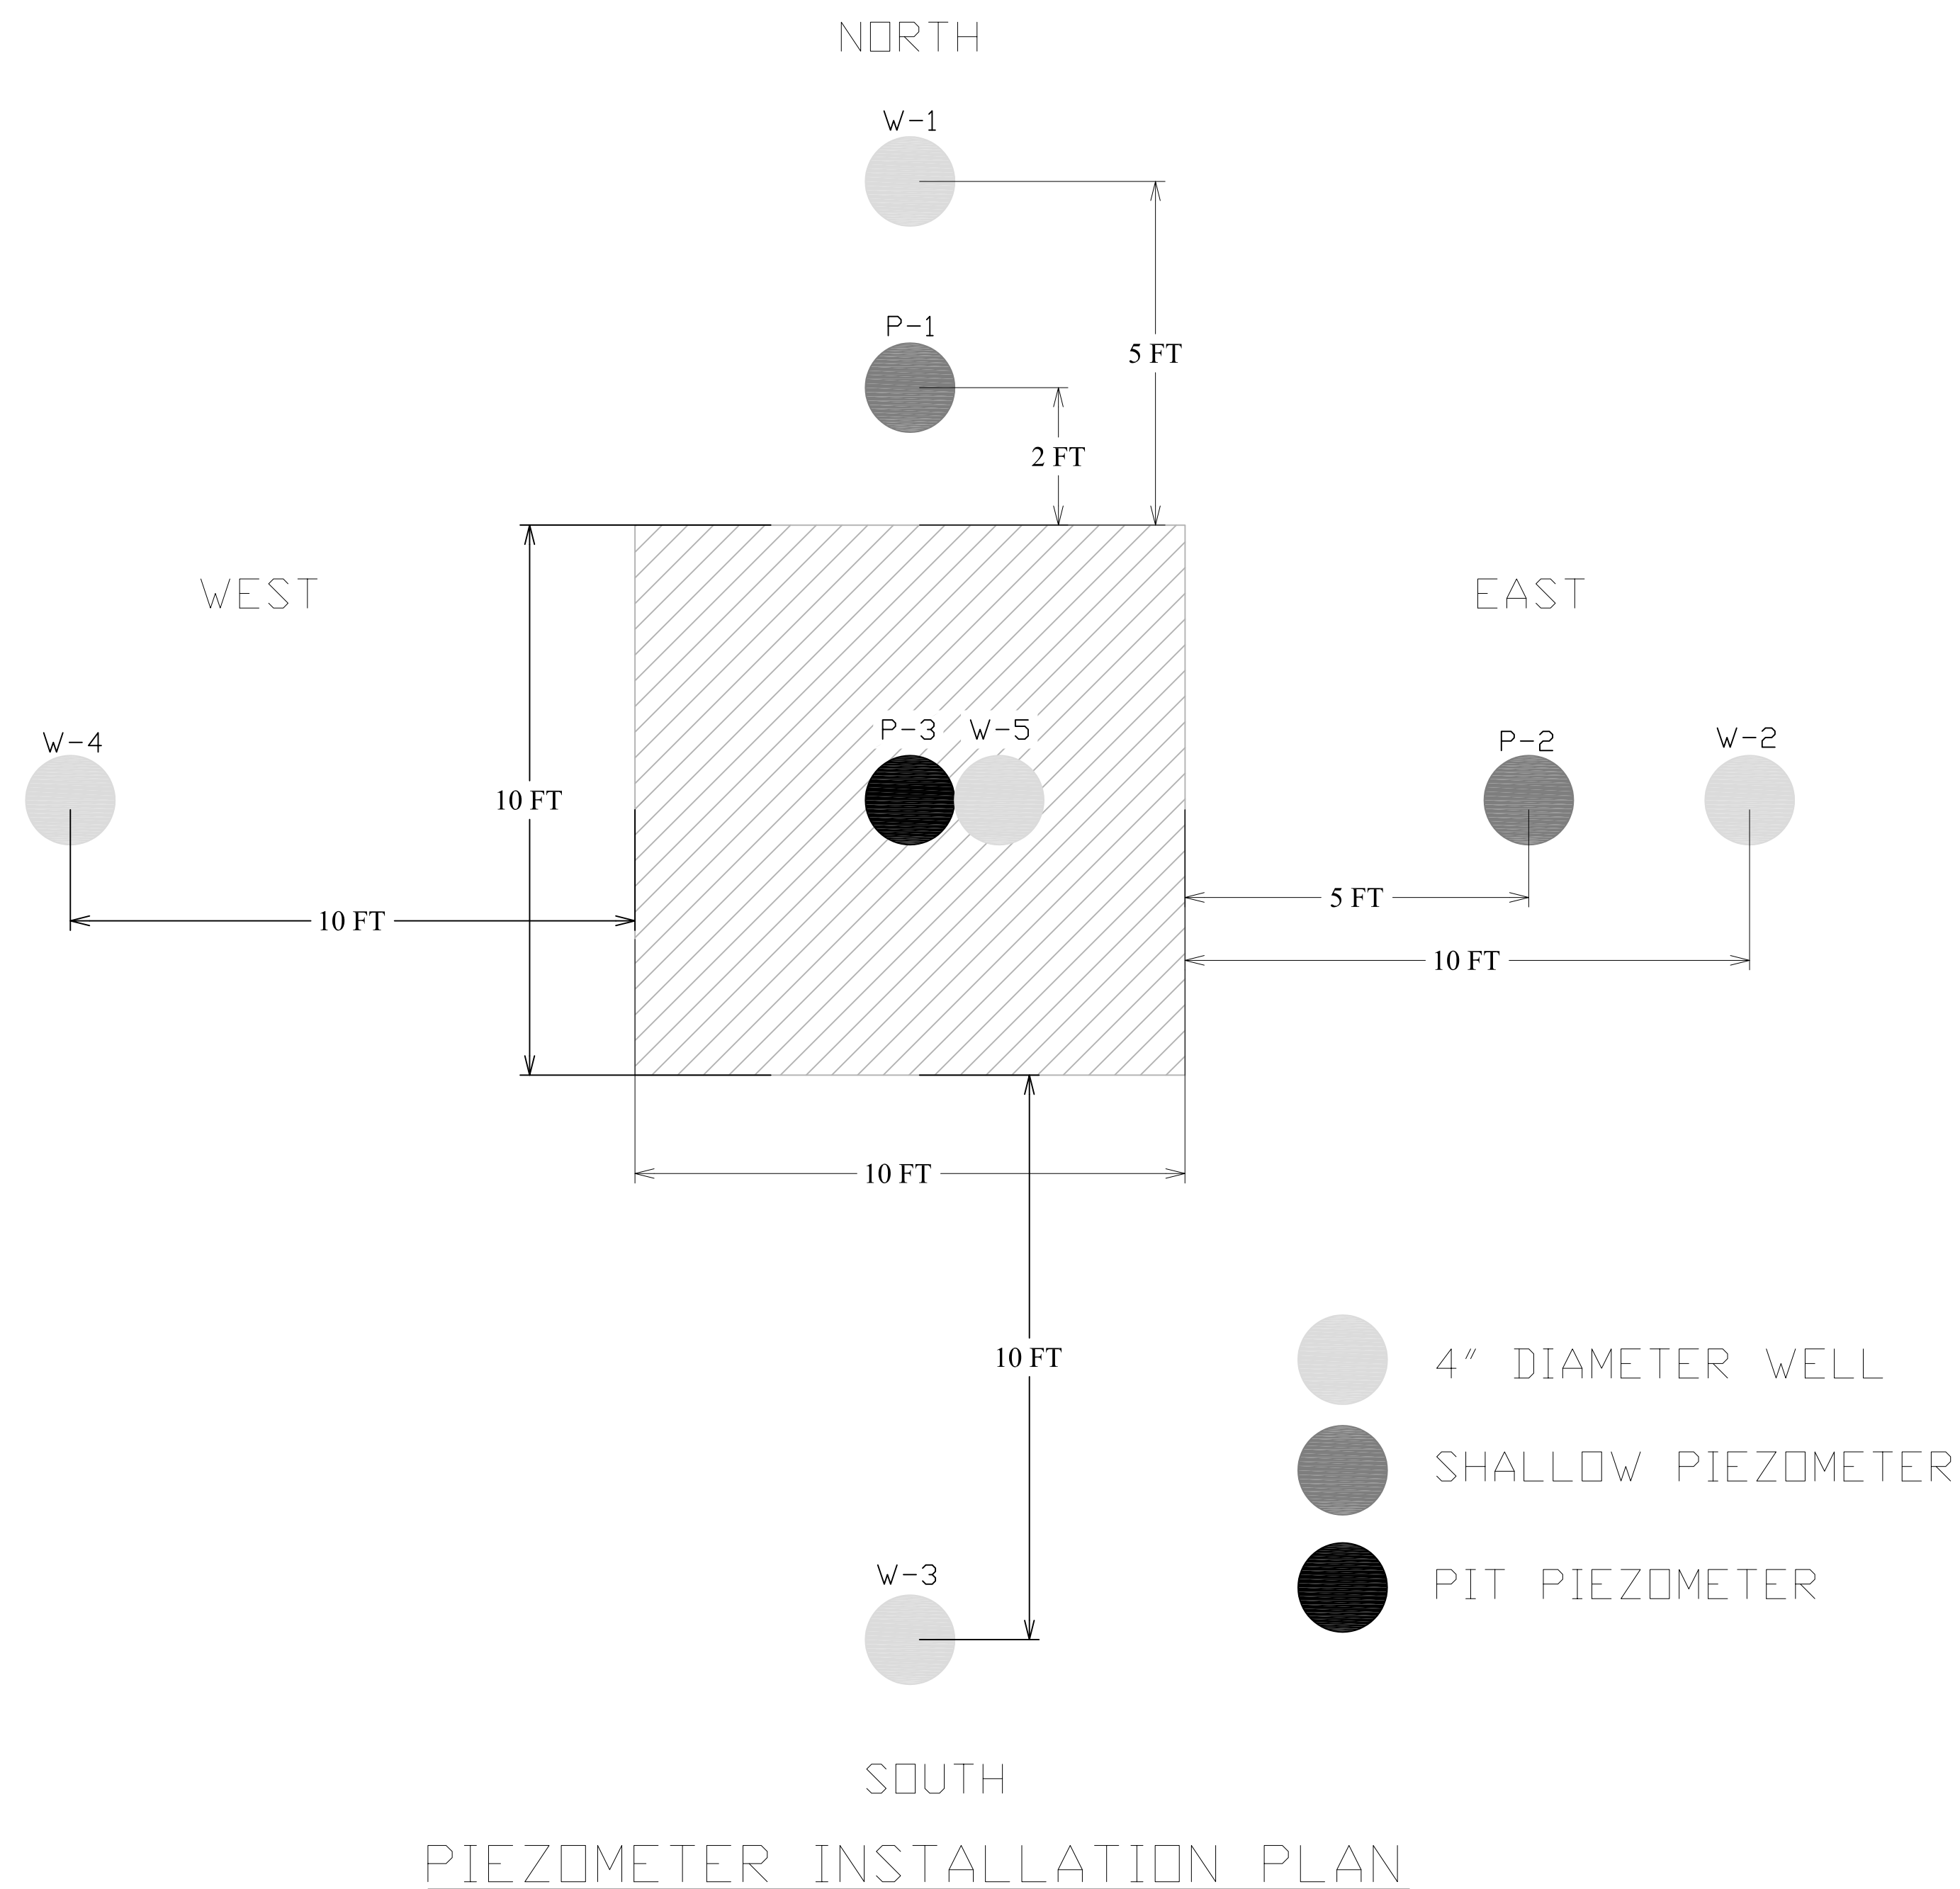 NORTH
W-1
P-1
5 FT
2 FT
WEST
EAST
W-4
P-3
W-5
P-2
W-2
10 FT
5 FT
10 FT
10 FT
10 FT
10 FT
4" DIAMETER WELL
SHALLOW PIEZOMETER
PIT PIEZOMETER
W-3
SOUTH
PIEZOMETER INSTALLATION PLAN